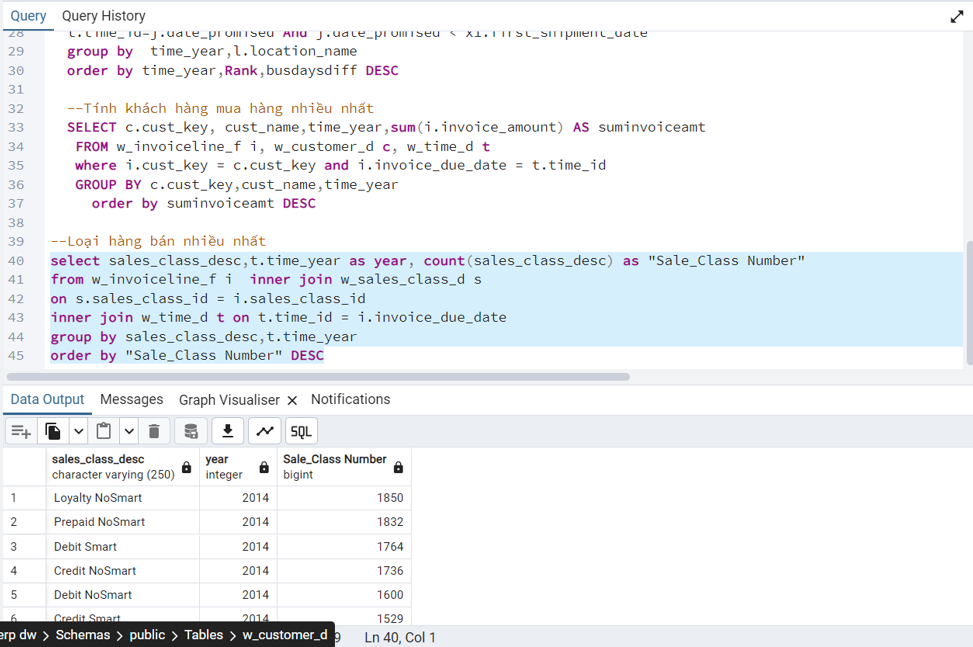 Query Query History
28 t.time_id=j.date_promised And j.date_promised < x1.first_shipment_date
29 group by  time_year,l.location_name
30 order by time_year,Rank,busdaysdiff DESC
31
32 --Tính khách hàng mua hàng nhiều nhất
33 SELECT c.cust_key, cust_name,time_year,sum(i.invoice_amount) AS suminvoiceamt
34 FROM w_invoiceline_f i, w_customer_d c, w_time_d t
35 where i.cust_key = c.cust_key and i.invoice_due_date = t.time_id
36 GROUP BY c.cust_key,cust_name,time_year
37 order by suminvoiceamt DESC
38
39 --Loại hàng bán nhiều nhất
40 select sales_class_desc,t.time_year as year, count(sales_class_desc) as "Sale_Class Number"
41 from w_invoiceline_f i  inner join w_sales_class_d s
42 on s.sales_class_id = i.sales_class_id
43 inner join w_time_d t on t.time_id = i.invoice_due_date
44 group by sales_class_desc,t.time_year
45 order by "Sale_Class Number" DESC
Data Output Messages Graph Visualiser Notifications
SQL
sales_class_desc year Sale_Class Number
character varying (250) integer bigint
1 Loyalty NoSmart 2014 1850
2 Prepaid NoSmart 2014 1832
3 Debit Smart 2014 1764
4 Credit NoSmart 2014 1736
5 Debit NoSmart 2014 1600
6 Credit Smart 2014 1529
erp dw > Schemas > public > Tables > w_customer_d 9 Ln 40, Col 1